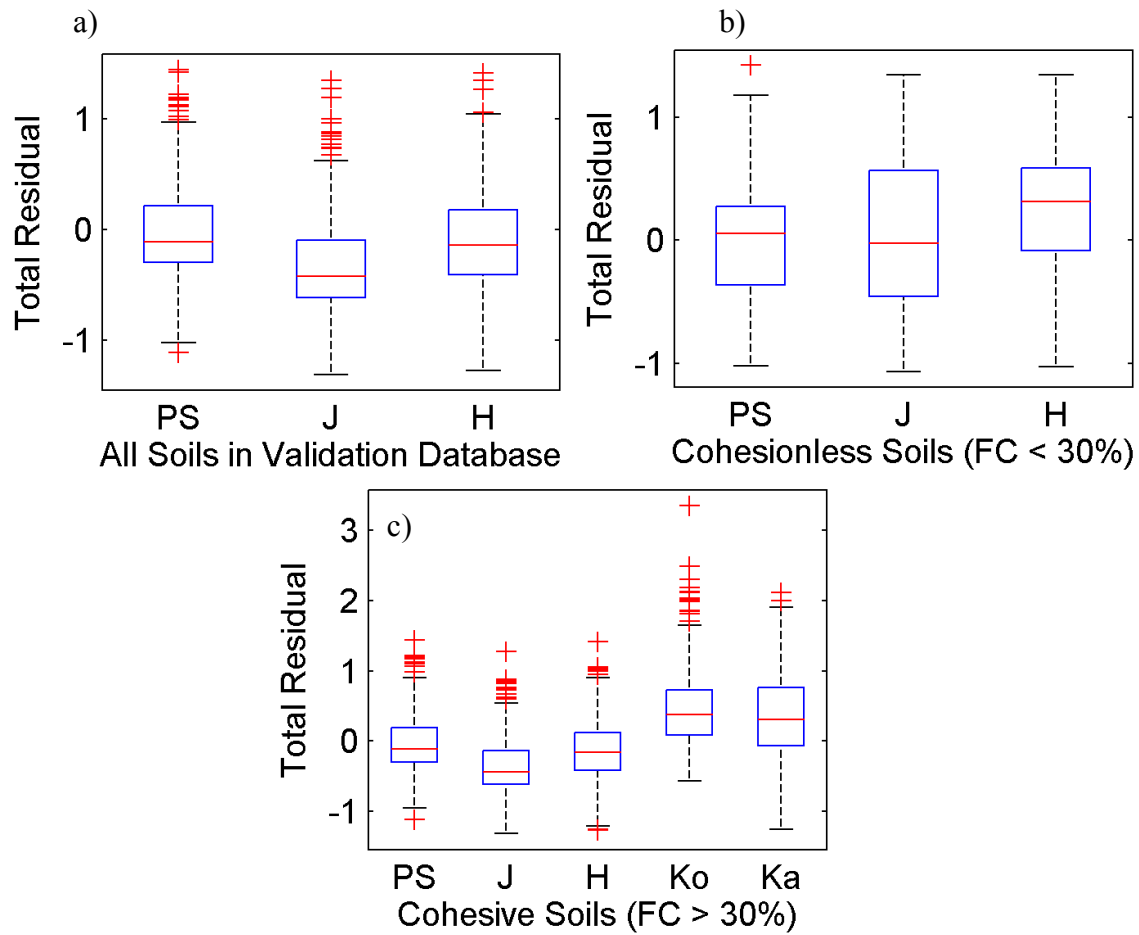 a)
Total Residual
1
0
-1
PS J H
All Soils in Validation Database
b)
Total Residual
1
0
-1
PS J H
Cohesionless Soils (FC < 30%)
c)
Total Residual
3
2
1
0
-1
PS J H Ko Ka
Cohesive Soils (FC > 30%)